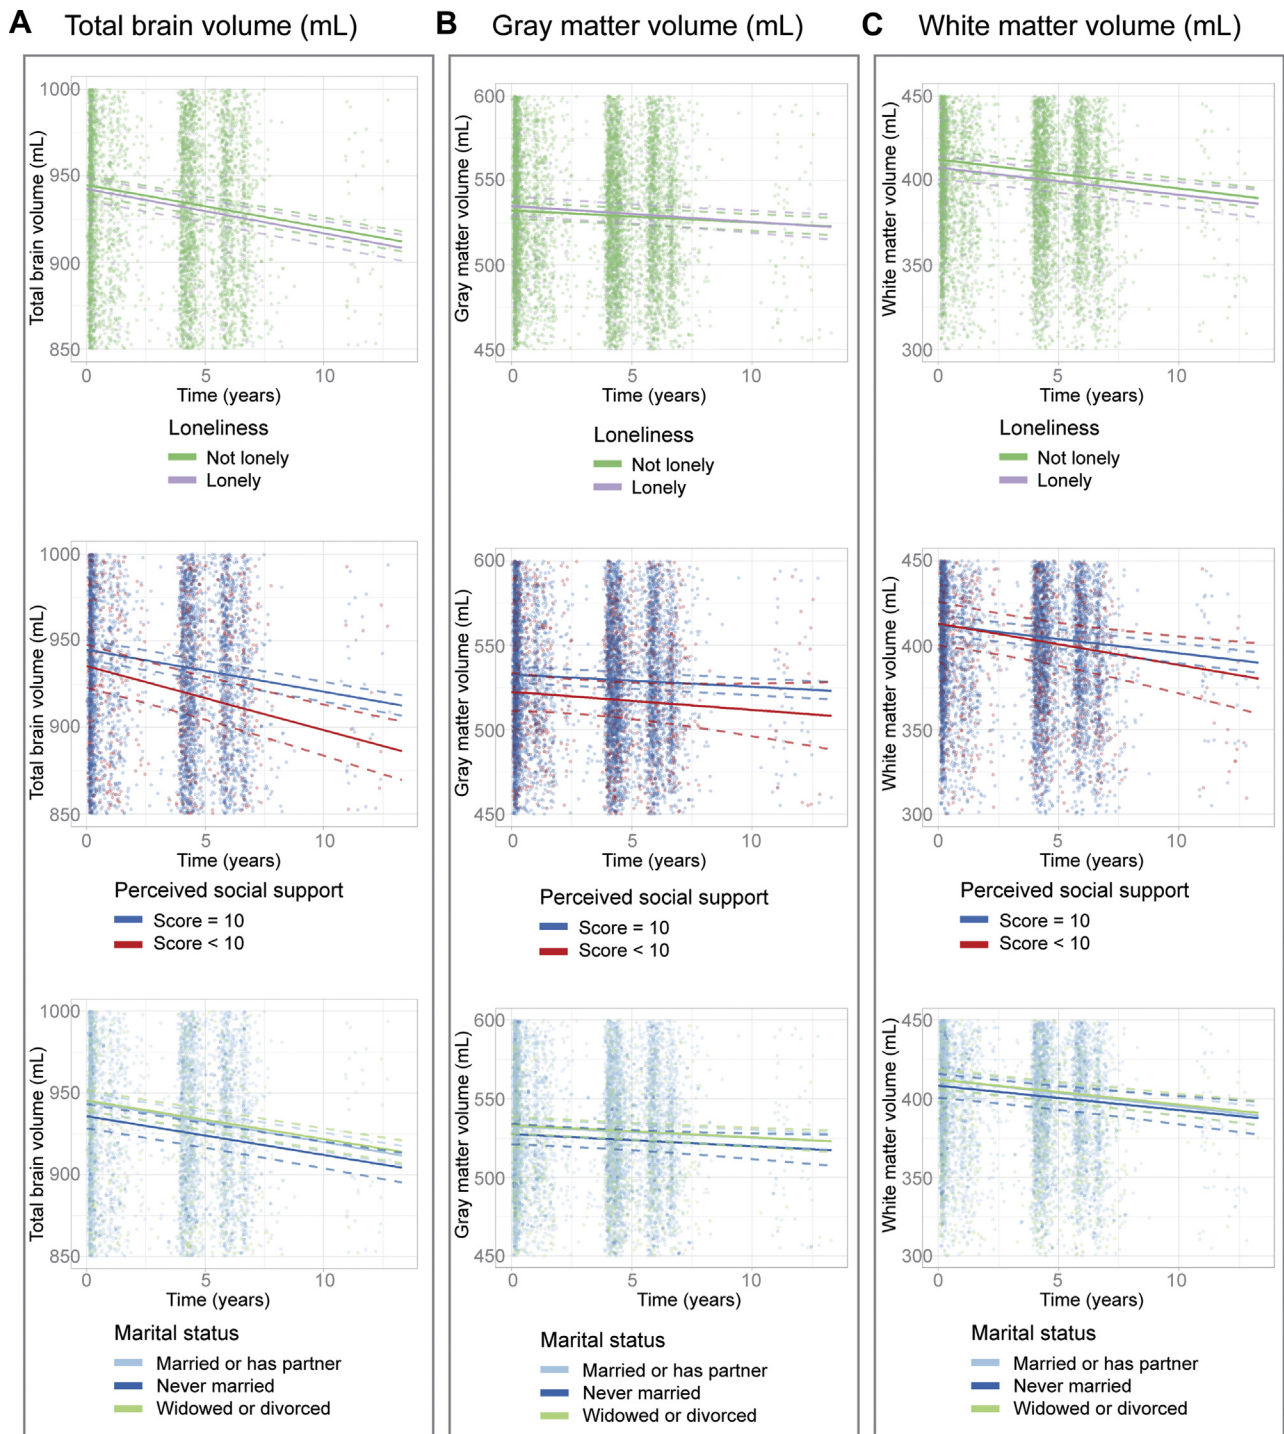 A Total brain volume (mL)
Total brain volume (mL)
1000
950
900
850
0 5 10
Time (years)
Loneliness
Not lonely
Lonely
Total brain volume (mL)
1000
950
900
850
0 5 10
Time (years)
Perceived social support
Score = 10
Score < 10
Total brain volume (mL)
1000
950
900
850
0 5 10
Time (years)
Marital status
Married or has partner
Never married
Widowed or divorced
B Gray matter volume (mL)
Gray matter volume (mL)
600
550
500
450
0 5 10
Time (years)
Loneliness
Not lonely
Lonely
Gray matter volume (mL)
600
550
500
450
0 5 10
Time (years)
Perceived social support
Score = 10
Score < 10
Gray matter volume (mL)
600
550
500
450
0 5 10
Time (years)
Marital status
Married or has partner
Never married
Widowed or divorced
C White matter volume (mL)
White matter volume (mL)
450
400
350
300
0 5 10
Time (years)
Loneliness
Not lonely
Lonely
White matter volume (mL)
450
400
350
300
0 5 10
Time (years)
Perceived social support
Score = 10
Score < 10
White matter volume (mL)
450
400
350
300
0 5 10
Time (years)
Marital status
Married or has partner
Never married
Widowed or divorced